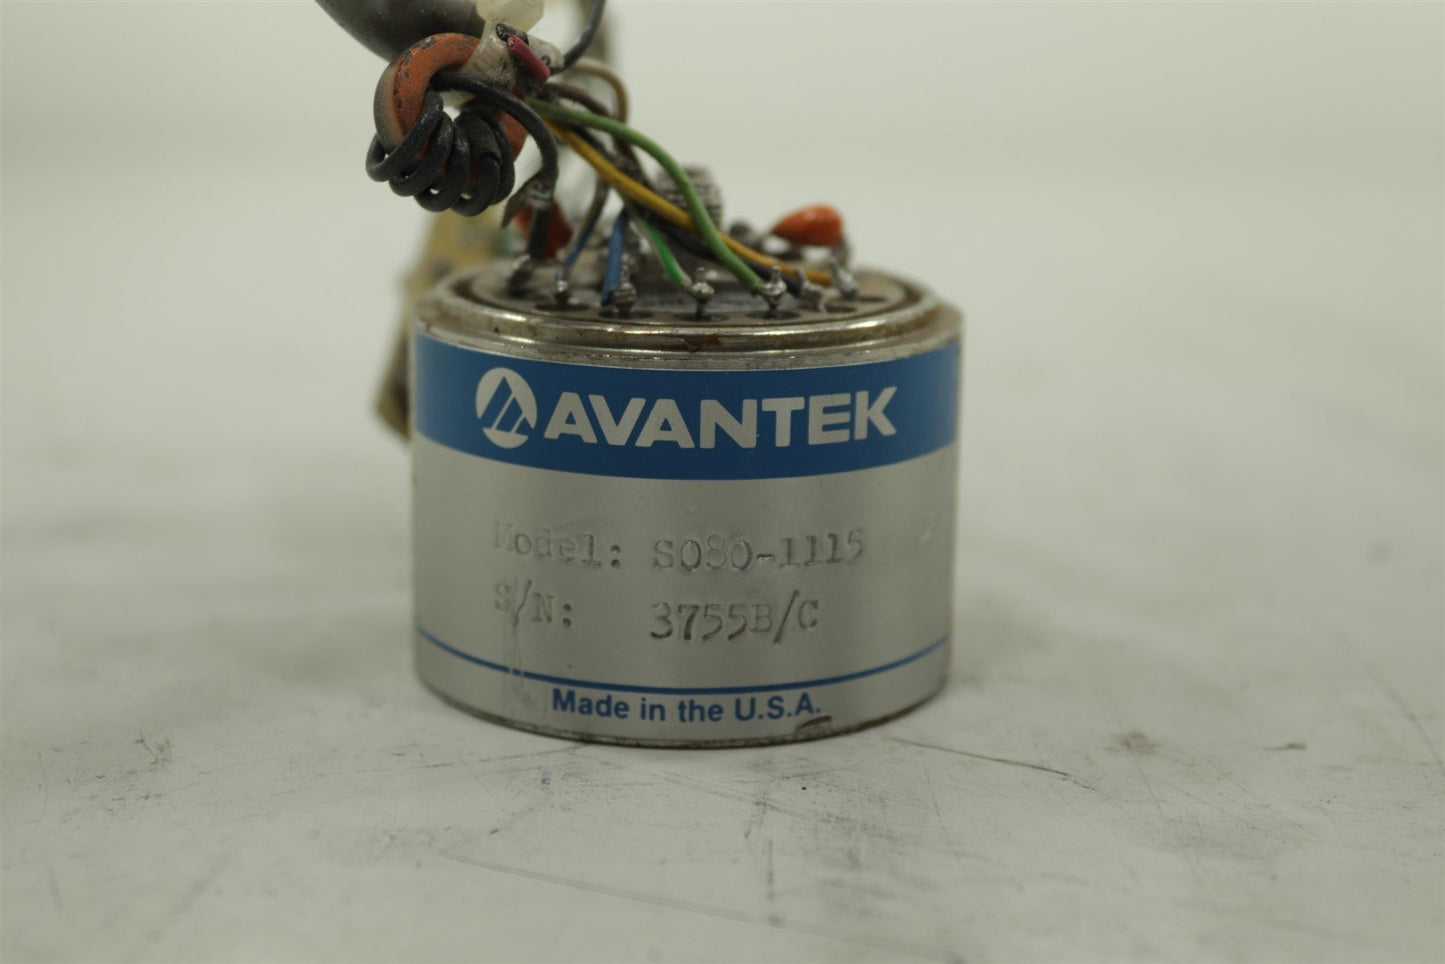 AVANTEK
Model: S080-1115
S/N: 3755B/C
Made in the U.S.A.